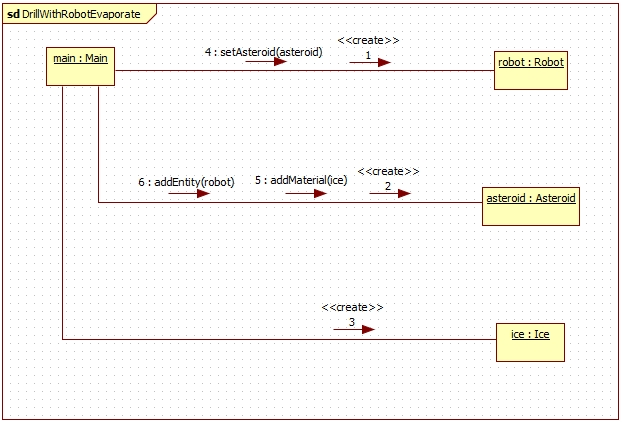 sd DrillWithRobotEvaporate
main : Main
4 : setAsteroid(asteroid)
<<create>>
1
robot : Robot
6 : addEntity(robot)
5 : addMaterial(ice)
<<create>>
2
asteroid : Asteroid
<<create>>
3
ice : Ice